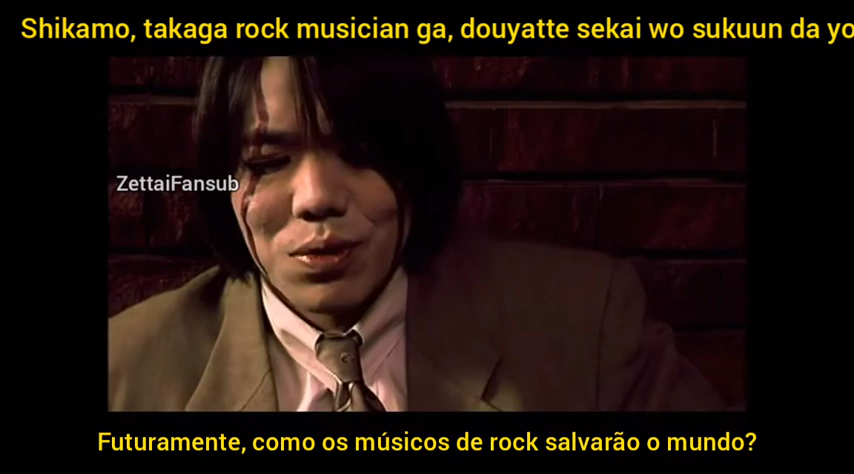 Shikamo, takaga rock musician ga, douyatte sekai wo sukuun da yo
ZettaiFansub
Futuramente, como os músicos de rock salvarão o mundo?